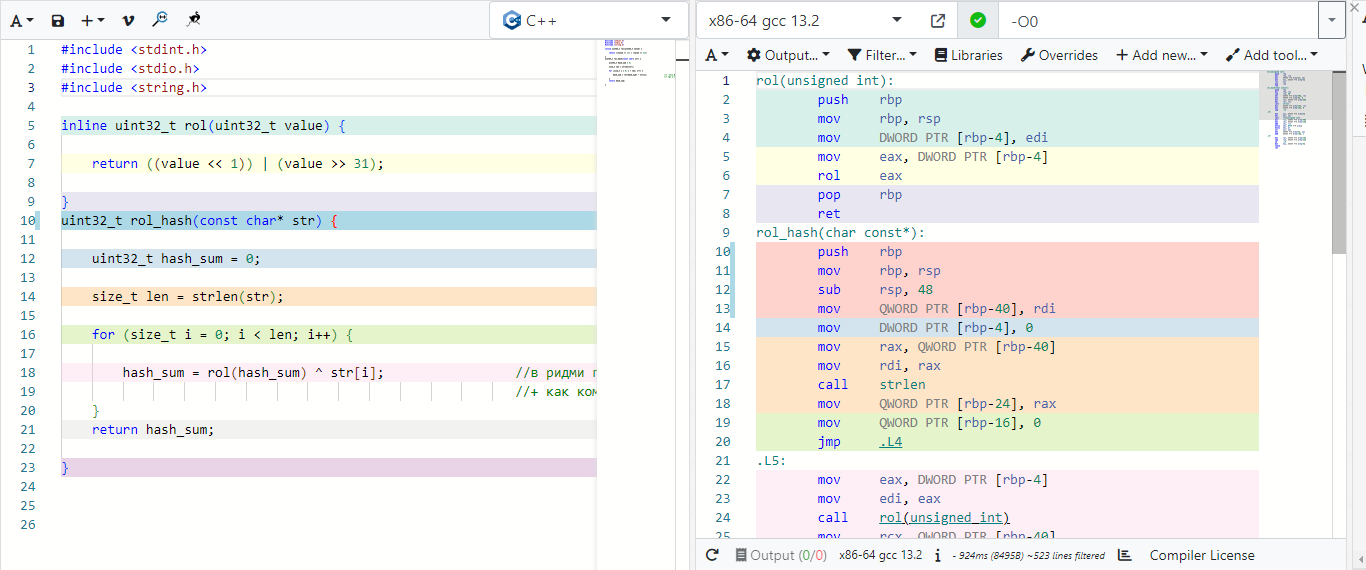 A
C++
x86-64 gcc 13.2
-O0
A
Output...
Filter...
Libraries
Overrides
Add new...
Add tool...
1 #include <stdint.h>
2 #include <stdio.h>
3 #include <string.h>
4
5 inline uint32_t rol(uint32_t value) {
6
7 return ((value << 1)) | (value >> 31);
8
9 }
10 uint32_t rol_hash(const char* str) {
11
12 uint32_t hash_sum = 0;
13
14 size_t len = strlen(str);
15
16 for (size_t i = 0; i < len; i++) {
17
18 hash_sum = rol(hash_sum) ^ str[i]; //в ридми п
19 //+ как ком
20 }
21 return hash_sum;
22
23 }
24
25
26
1 rol(unsigned int):
2 push rbp
3 mov rbp, rsp
4 mov DWORD PTR [rbp-4], edi
5 mov eax, DWORD PTR [rbp-4]
6 rol eax
7 pop rbp
8 ret
9 rol_hash(char const*):
10 push rbp
11 mov rbp, rsp
12 sub rsp, 48
13 mov QWORD PTR [rbp-40], rdi
14 mov DWORD PTR [rbp-4], 0
15 mov rax, QWORD PTR [rbp-40]
16 mov rdi, rax
17 call strlen
18 mov QWORD PTR [rbp-24], rax
19 mov QWORD PTR [rbp-16], 0
20 jmp .L4
21 .L5:
22 mov eax, DWORD PTR [rbp-4]
23 mov edi, eax
24 call rol(unsigned_int)
25 mov rcx, QWORD PTR [rbp-40]
Output (0/0) x86-64 gcc 13.2 i - 924ms (8495B) ~523 lines filtered Compiler License